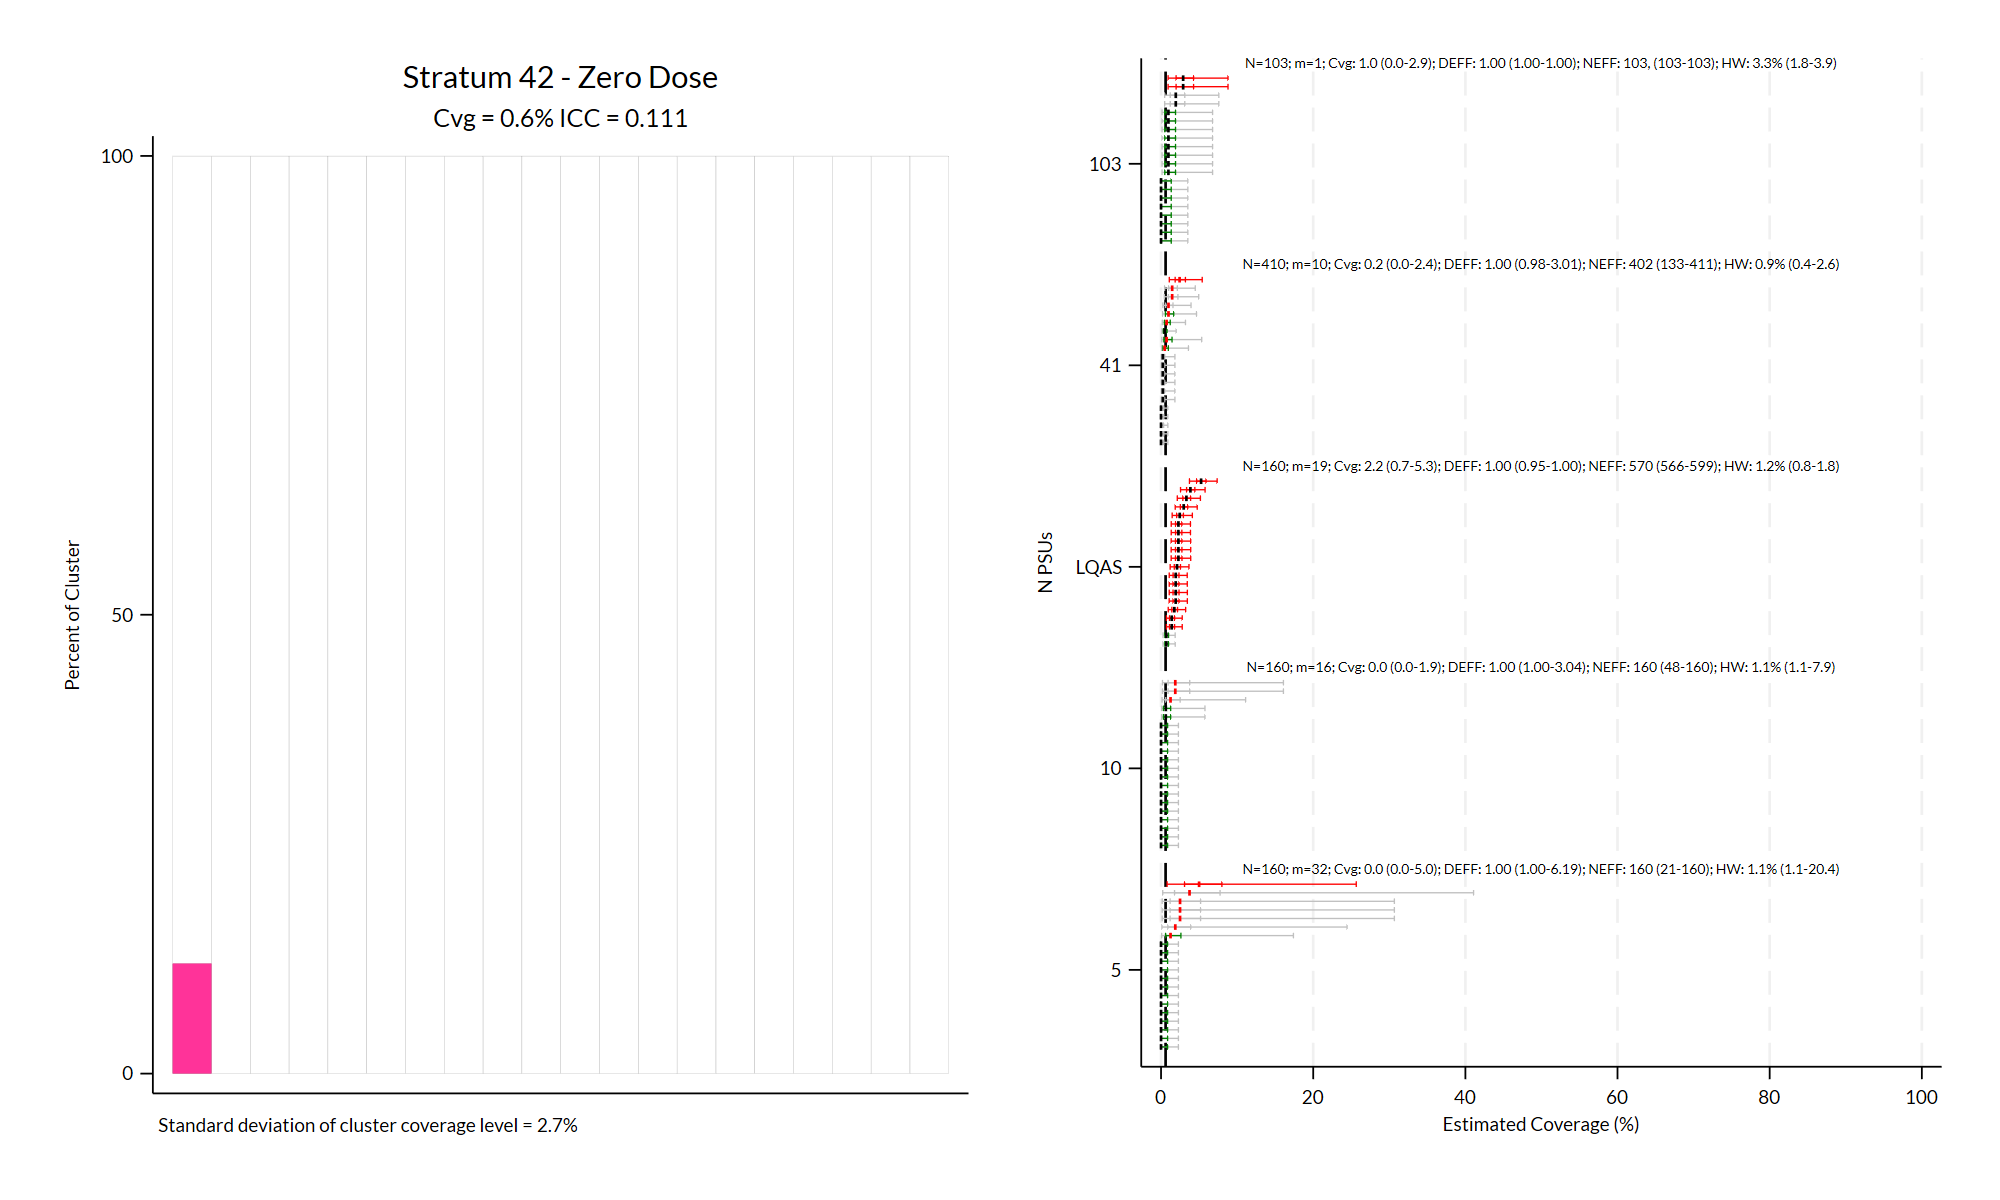 Stratum 42 - Zero Dose
Cvg = 0.6% ICC = 0.111
100
50
0
Percent of Cluster
Standard deviation of cluster coverage level = 2.7%
N=103; m=1; Cvg: 1.0 (0.0-2.9); DEFF: 1.00 (1.00-1.00); NEFF: 103, (103-103); HW: 3.3% (1.8-3.9)
103
N=410; m=10; Cvg: 0.2 (0.0-2.4); DEFF: 1.00 (0.98-3.01); NEFF: 402 (133-411); HW: 0.9% (0.4-2.6)
41
N=160; m=19; Cvg: 2.2 (0.7-5.3); DEFF: 1.00 (0.95-1.00); NEFF: 570 (566-599); HW: 1.2% (0.8-1.8)
N PSUs
LQAS
N=160; m=16; Cvg: 0.0 (0.0-1.9); DEFF: 1.00 (1.00-3.04); NEFF: 160 (48-160); HW: 1.1% (1.1-7.9)
10
N=160; m=32; Cvg: 0.0 (0.0-5.0); DEFF: 1.00 (1.00-6.19); NEFF: 160 (21-160); HW: 1.1% (1.1-20.4)
5
0 20 40 60 80 100
Estimated Coverage (%)